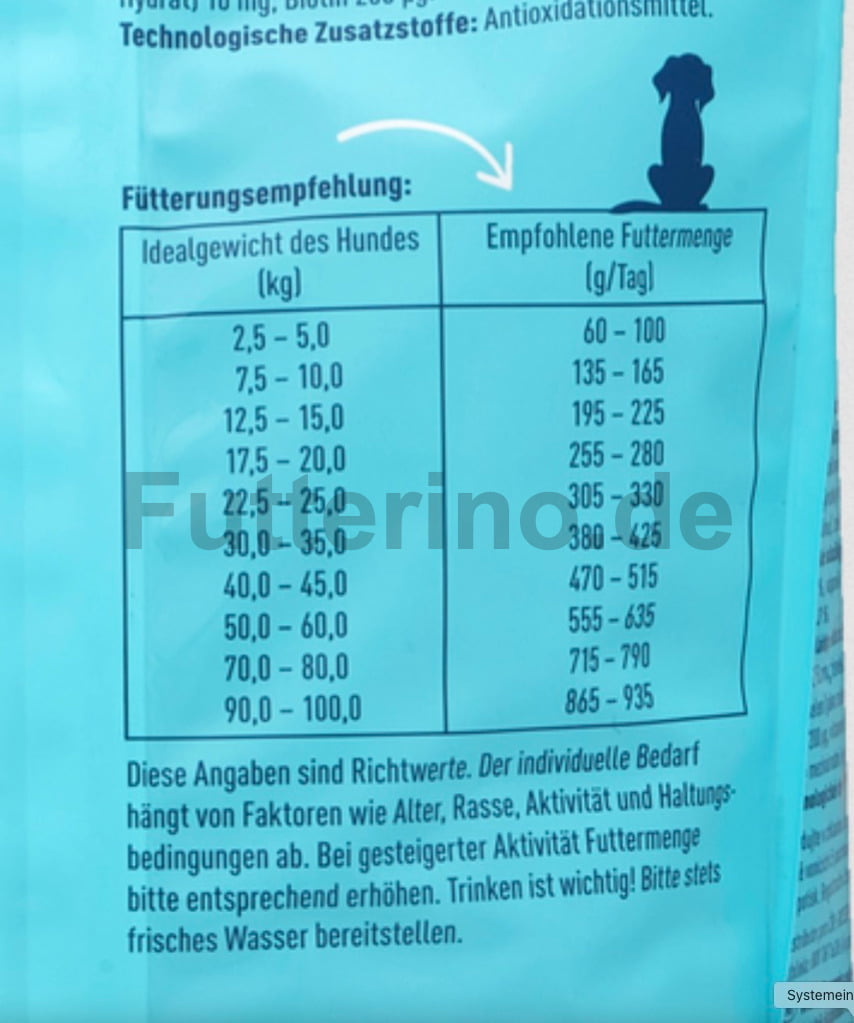 Technologische Zusatzstoffe: Antioxidationsmittel.
Fütterungsempfehlung:
Idealgewicht des Hundes Empfohlene Futtermenge
(kg) (g/Tag)
2,5 – 5,0 60 – 100
7,5 – 10,0 135 – 165
12,5 – 15,0 195 – 225
17,5 – 20,0 255 – 280
22,5 – 25,0 305 – 330
Futterino.de
30,0 – 35,0 380 – 425
40,0 – 45,0 470 – 515
50,0 – 60,0 555 – 635
70,0 – 80,0 715 – 790
90,0 – 100,0 865 – 935
Diese Angaben sind Richtwerte. Der individuelle Bedarf
hängt von Faktoren wie Alter, Rasse, Aktivität und Haltungs-
bedingungen ab. Bei gesteigerter Aktivität Futtermenge
bitte entsprechend erhöhen. Trinken ist wichtig! Bitte stets
frisches Wasser bereitstellen.
Systemein